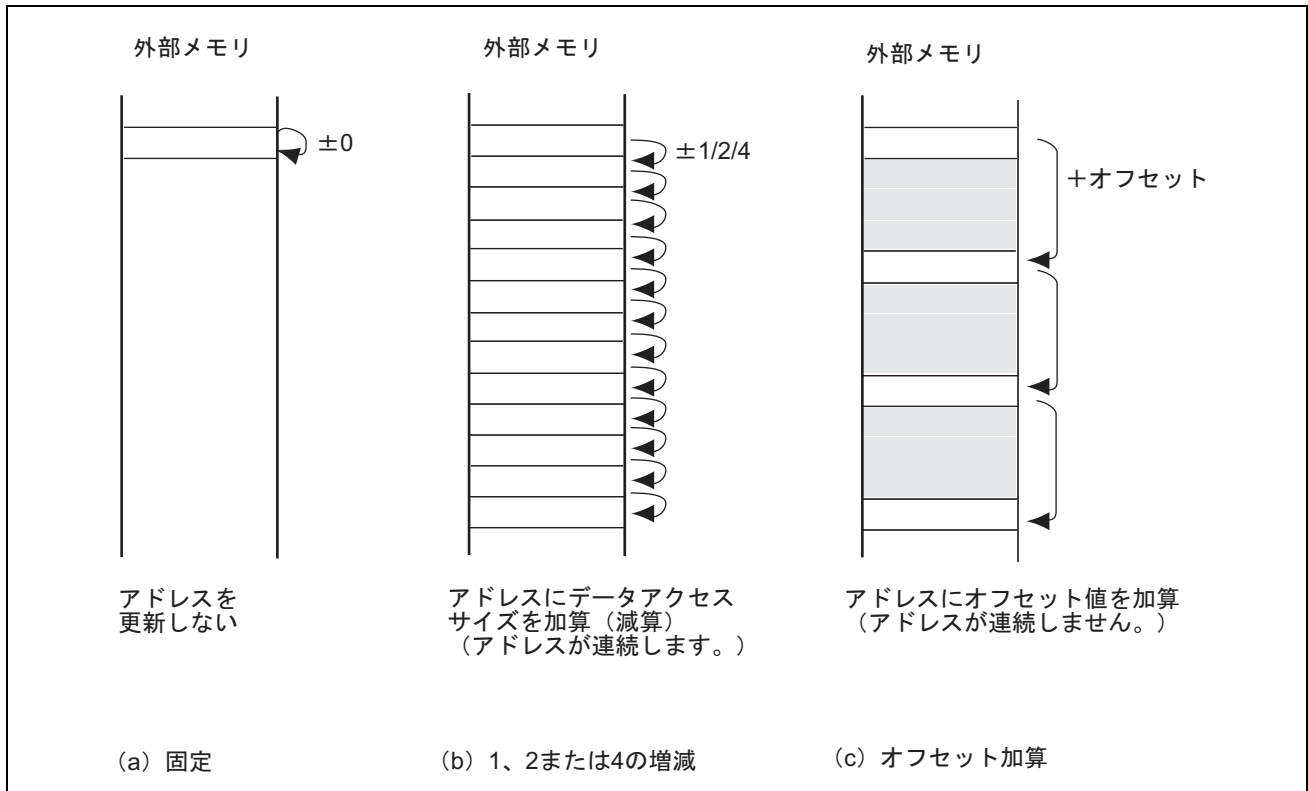 外部メモリ
±0
アドレスを
更新しない
(a) 固定
外部メモリ
±1/2/4
アドレスにデータアクセス
サイズを加算(減算)
(アドレスが連続します。)
(b) 1、2または4の増減
外部メモリ
+オフセット
アドレスにオフセット値を加算
(アドレスが連続しません。)
(c) オフセット加算